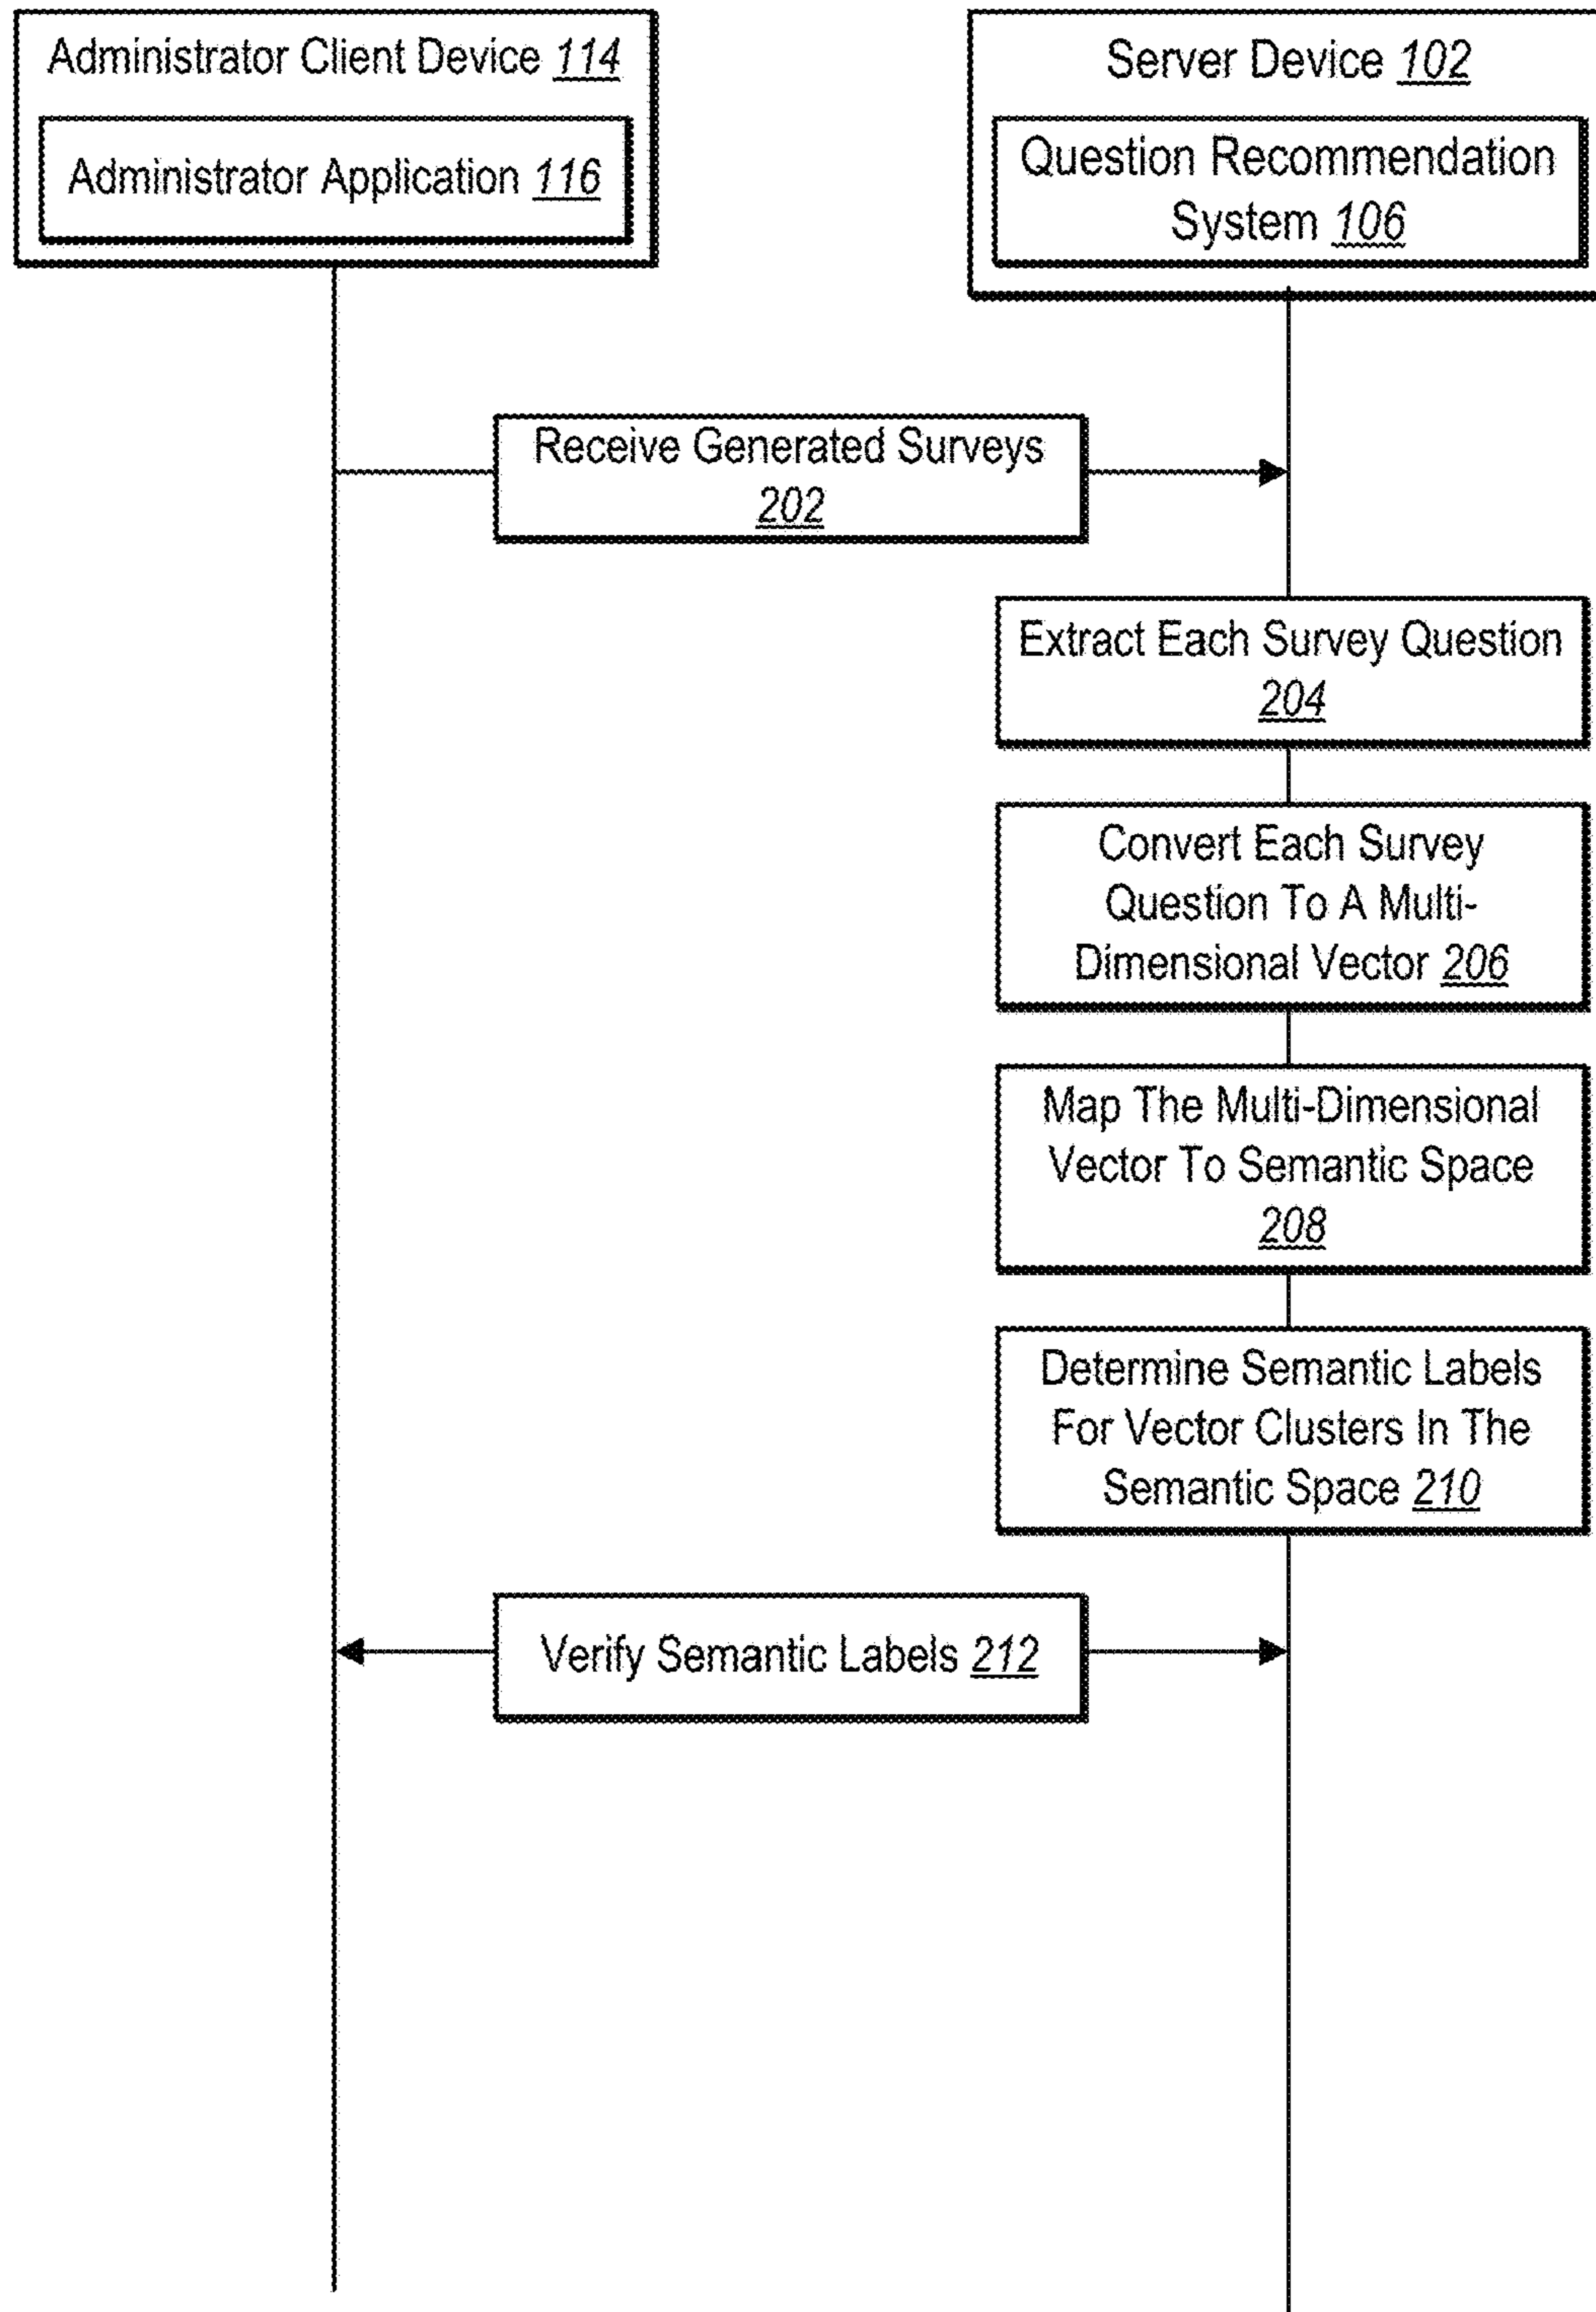 Administrator Client Device 114
Administrator Application 116
Server Device 102
Question Recommendation
System 106
Receive Generated Surveys
202
Extract Each Survey Question
204
Convert Each Survey
Question To A Multi-
Dimensional Vector 206
Map The Multi-Dimensional
Vector To Semantic Space
208
Determine Semantic Labels
For Vector Clusters In The
Semantic Space 210
Verify Semantic Labels 212